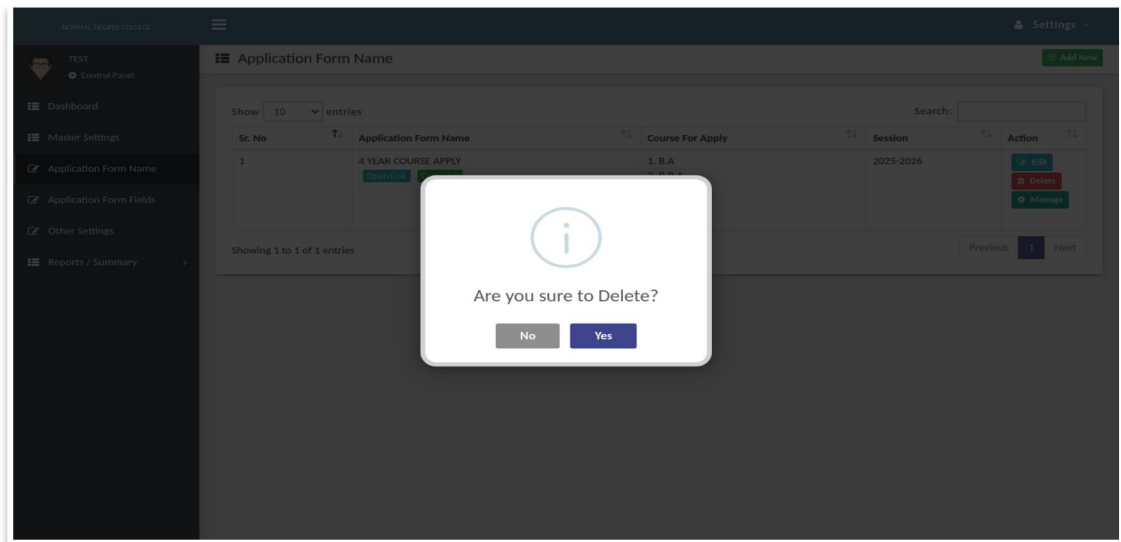 NORMAL DEGREE COLLEGE
Settings
TEST
Control Panel
Application Form Name
Add New
Dashboard
Master Settings
Application Form Name
Application Form Fields
Other Settings
Reports / Summary
Show 10 entries
Search:
Sr. No Application Form Name Course For Apply Session Action
1 4 YEAR COURSE APPLY 1. B.A 2025-2026 Edit
Open Link
Delete
Manage
Showing 1 to 1 of 1 entries
Previous 1 Next
i
Are you sure to Delete?
No Yes